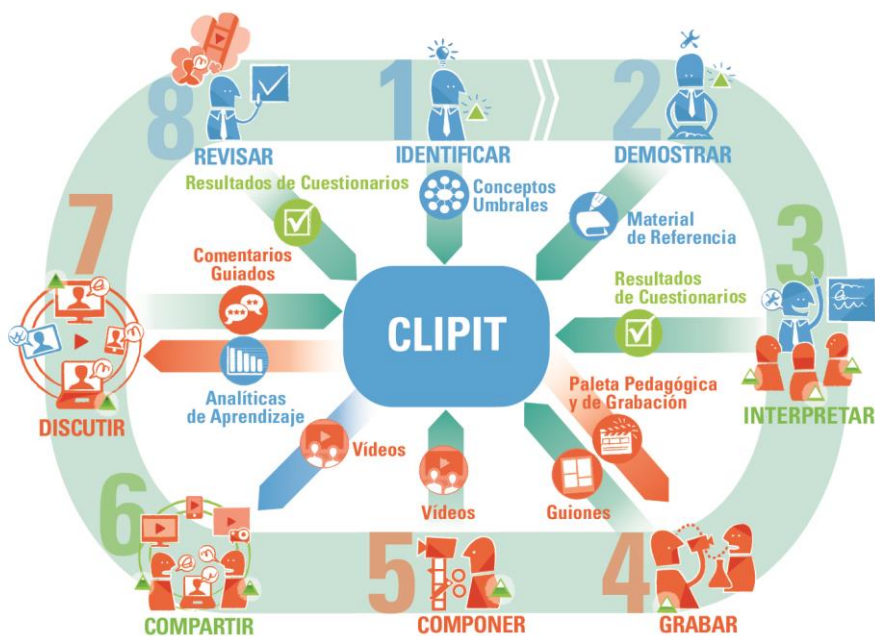 8
REVISAR
1
IDENTIFICAR
2
DEMOSTRAR
Resultados de Cuestionarios
Conceptos
Umbrales
Material
de Referencia
7
Comentarios
Guiados
3
Resultados
de Cuestionarios
CLIPIT
Analíticas
de Aprendizaje
Paleta Pedagógica
y de Grabación
DISCUTIR
INTERPRETAR
Vídeos
6
Vídeos
Guiones
5
4
COMPARTIR
COMPONER
GRABAR